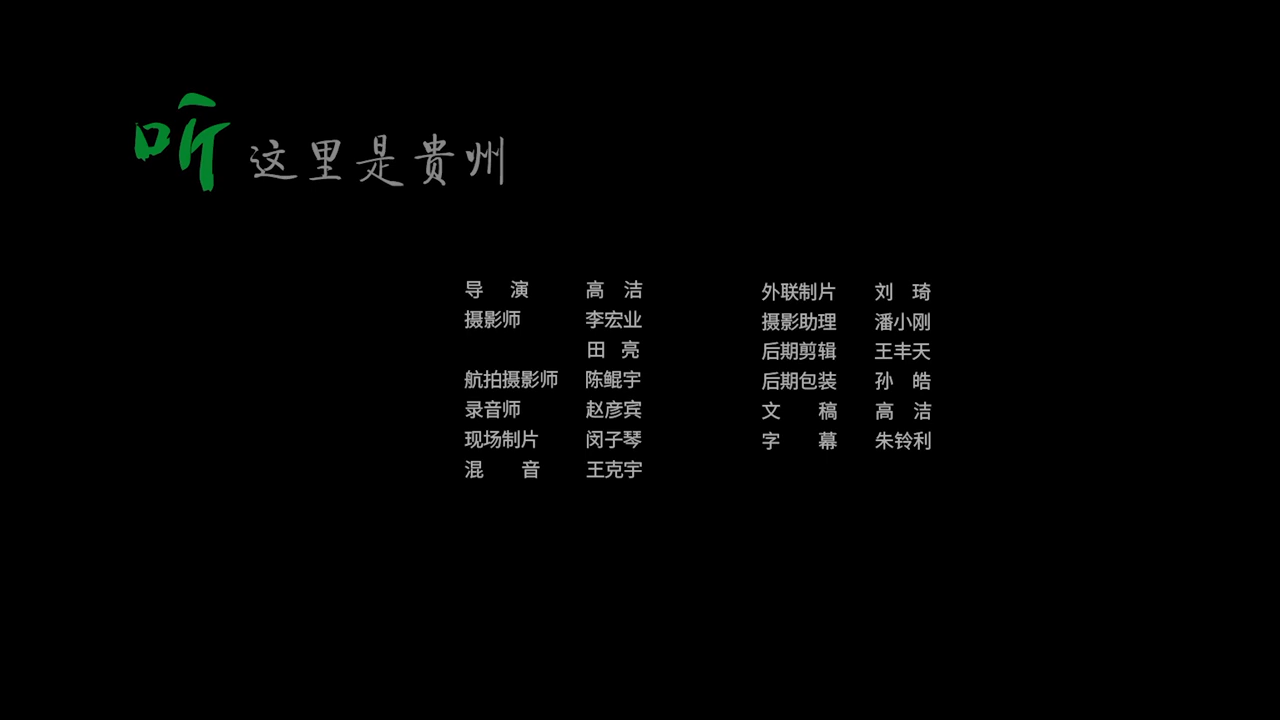 听 这里是贵州
导 演 高 洁
摄影师 李宏业
田 亮
航拍摄影师 陈鲲宇
录音师 赵彦宾
现场制片 闵子琴
混 音 王克宇
外联制片 刘 琦
摄影助理 潘小刚
后期剪辑 王丰天
后期包装 孙 皓
文 稿 高 洁
字 幕 朱铃利